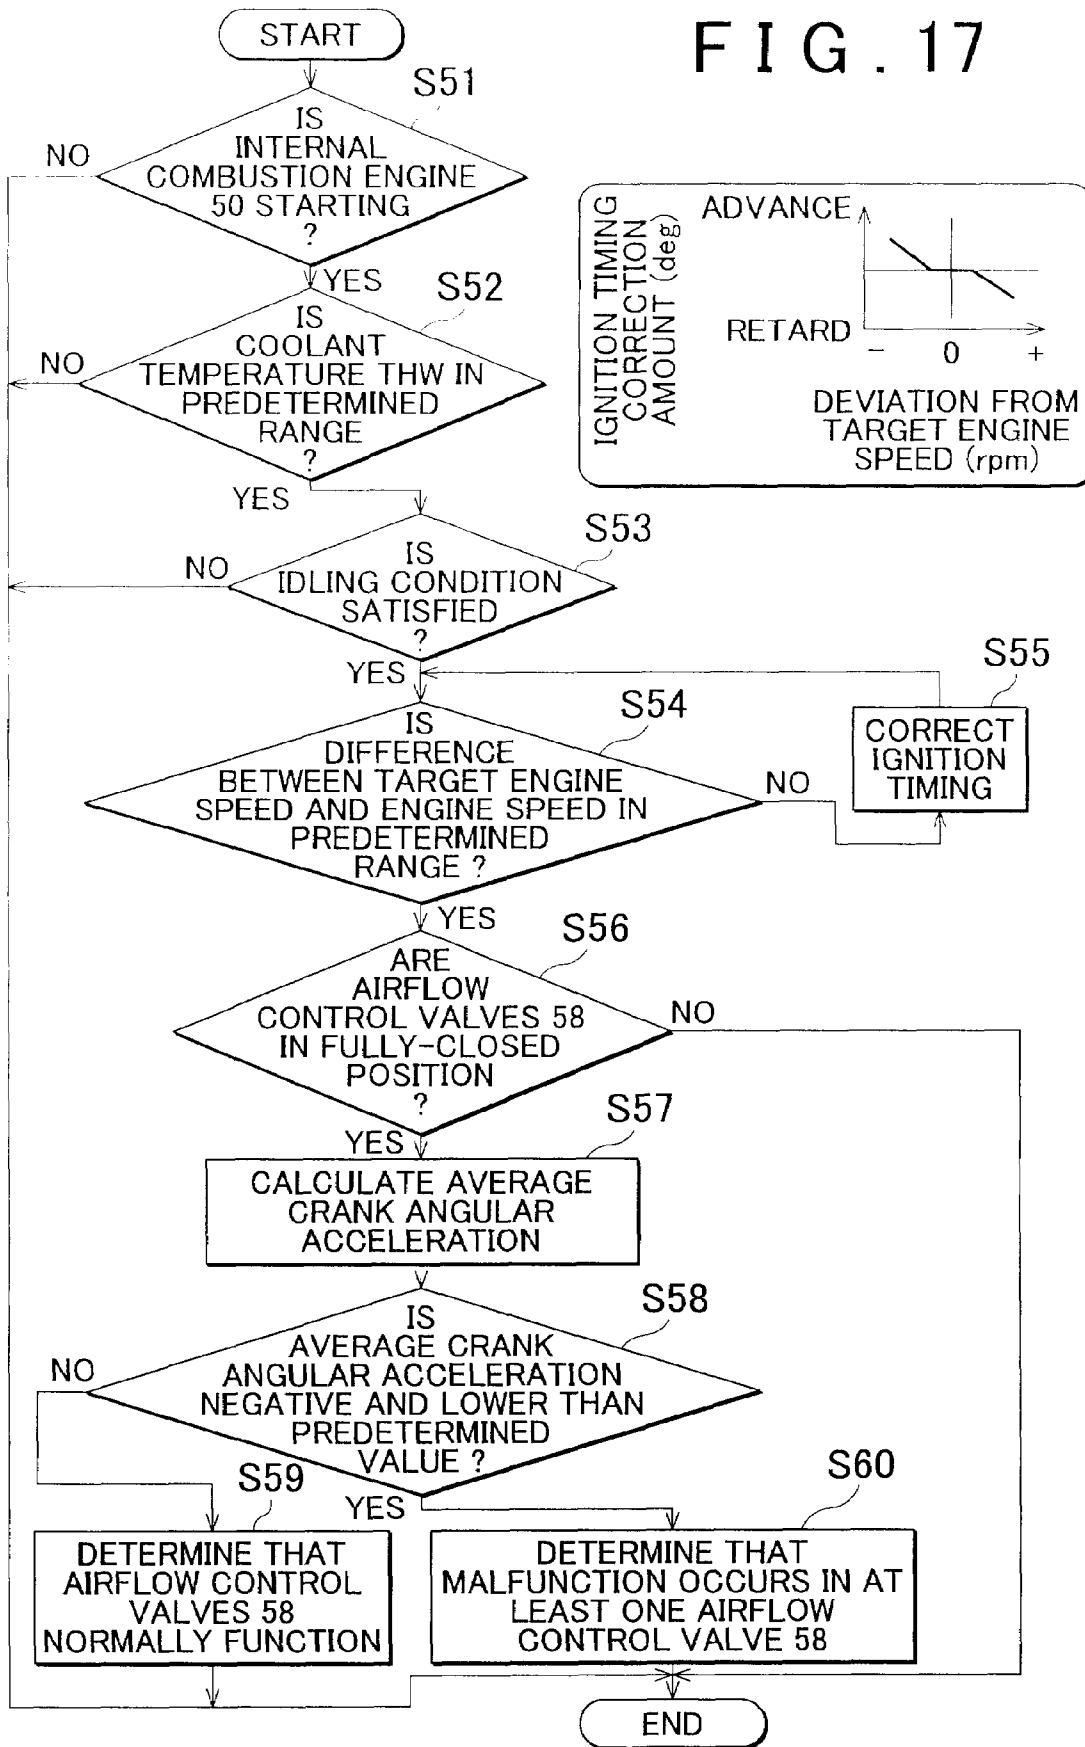 FIG. 17
START
S51
IS
INTERNAL
COMBUSTION ENGINE
50 STARTING
?
NO
YES
S52
IS
COOLANT
TEMPERATURE THW IN
PREDETERMINED
RANGE
?
NO
YES
IGNITION TIMING
CORRECTION
AMOUNT (deg)
ADVANCE
RETARD
- 0 +
DEVIATION FROM
TARGET ENGINE
SPEED (rpm)
S53
IS
IDLING CONDITION
SATISFIED
?
NO
YES
S54
IS
DIFFERENCE
BETWEEN TARGET ENGINE
SPEED AND ENGINE SPEED IN
PREDETERMINED
RANGE ?
NO
S55
CORRECT
IGNITION
TIMING
YES
S56
ARE
AIRFLOW
CONTROL VALVES 58
IN FULLY-CLOSED
POSITION
?
NO
YES
S57
CALCULATE AVERAGE
CRANK ANGULAR
ACCELERATION
S58
IS
AVERAGE CRANK
ANGULAR ACCELERATION
NEGATIVE AND LOWER THAN
PREDETERMINED
VALUE ?
NO
YES
S59
DETERMINE THAT
AIRFLOW CONTROL
VALVES 58
NORMALLY FUNCTION
S60
DETERMINE THAT
MALFUNCTION OCCURS IN AT
LEAST ONE AIRFLOW
CONTROL VALVE 58
END